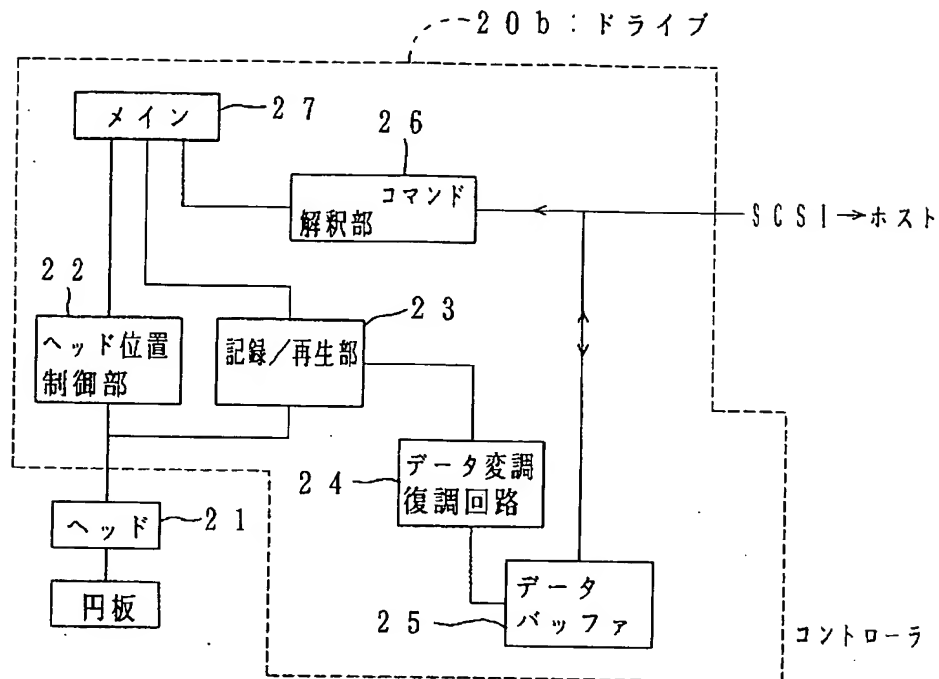 20b：ドライブ
メイン
27
26
コマンド
解釈部
SCSI→ホスト
22
ヘッド位置
制御部
23
記録／再生部
24
データ変調
復調回路
ヘッド
21
円板
データ
バッファ
25
コントローラ